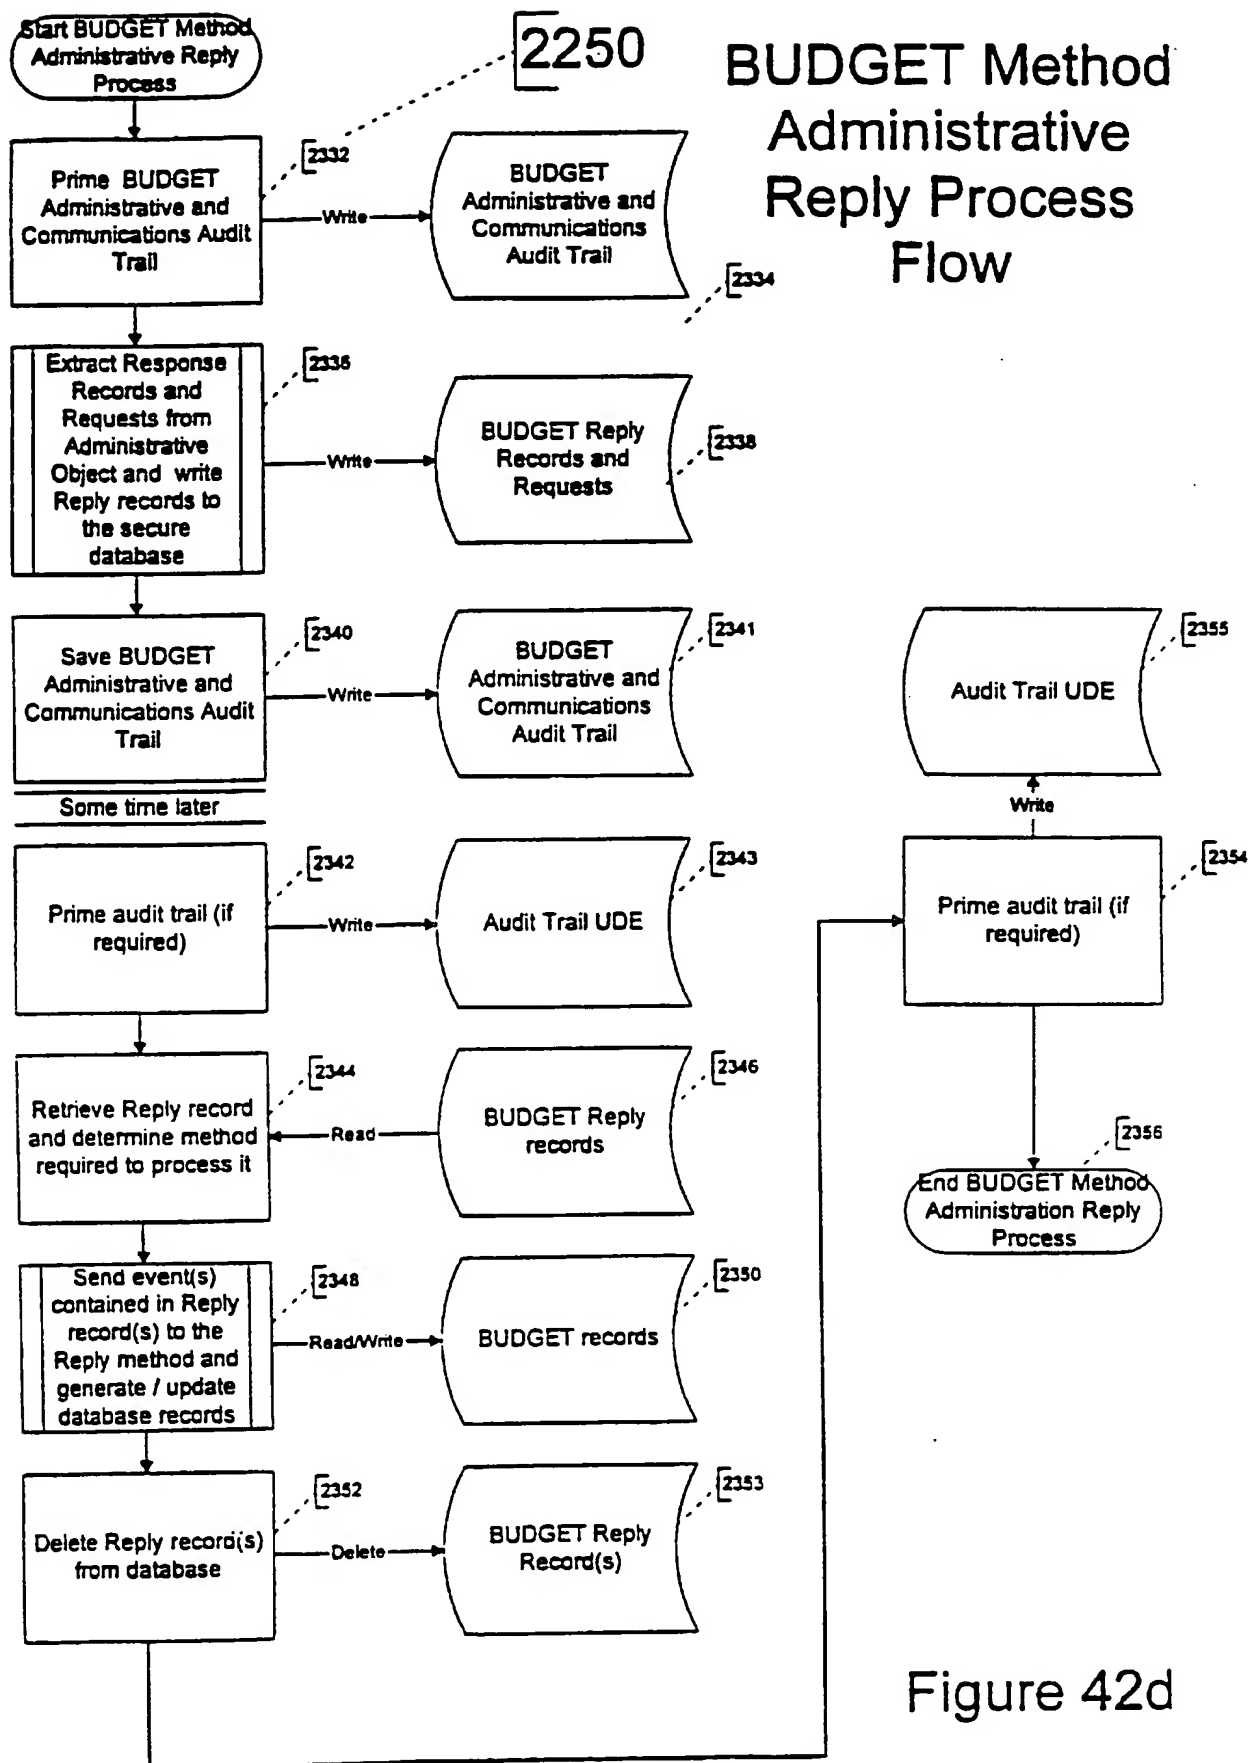 Start BUDGET Method
Administrative Reply
Process
2250
BUDGET Method
Administrative
Reply Process
Flow
Prime BUDGET
Administrative and
Communications Audit
Trail
2332
Write
BUDGET
Administrative and
Communications
Audit Trail
2334
Extract Response
Records and
Requests from
Administrative
Object and write
Reply records to
the secure
database
2336
Write
BUDGET Reply
Records and
Requests
2338
Save BUDGET
Administrative and
Communications Audit
Trail
2340
Write
BUDGET
Administrative and
Communications
Audit Trail
2341
Some time later
Prime audit trail (if
required)
2342
Write
Audit Trail UDE
2343
Retrieve Reply record
and determine method
required to process it
2344
Read
BUDGET Reply
records
2346
Send event(s)
contained in Reply
record(s) to the
Reply method and
generate / update
database records
2348
Read/Write
BUDGET records
2350
Delete Reply record(s)
from database
2352
Delete
BUDGET Reply
Record(s)
2353
Audit Trail UDE
2355
Write
Prime audit trail (if
required)
2354
End BUDGET Method
Administration Reply
Process
2356
Figure 42d